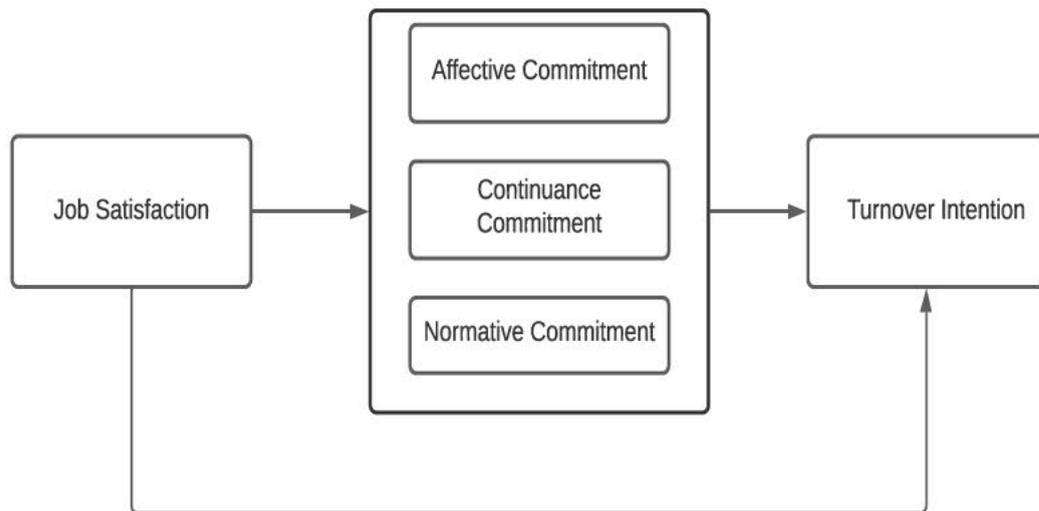 Affective Commitment
Job Satisfaction
Continuance
Commitment
Turnover Intention
Normative Commitment